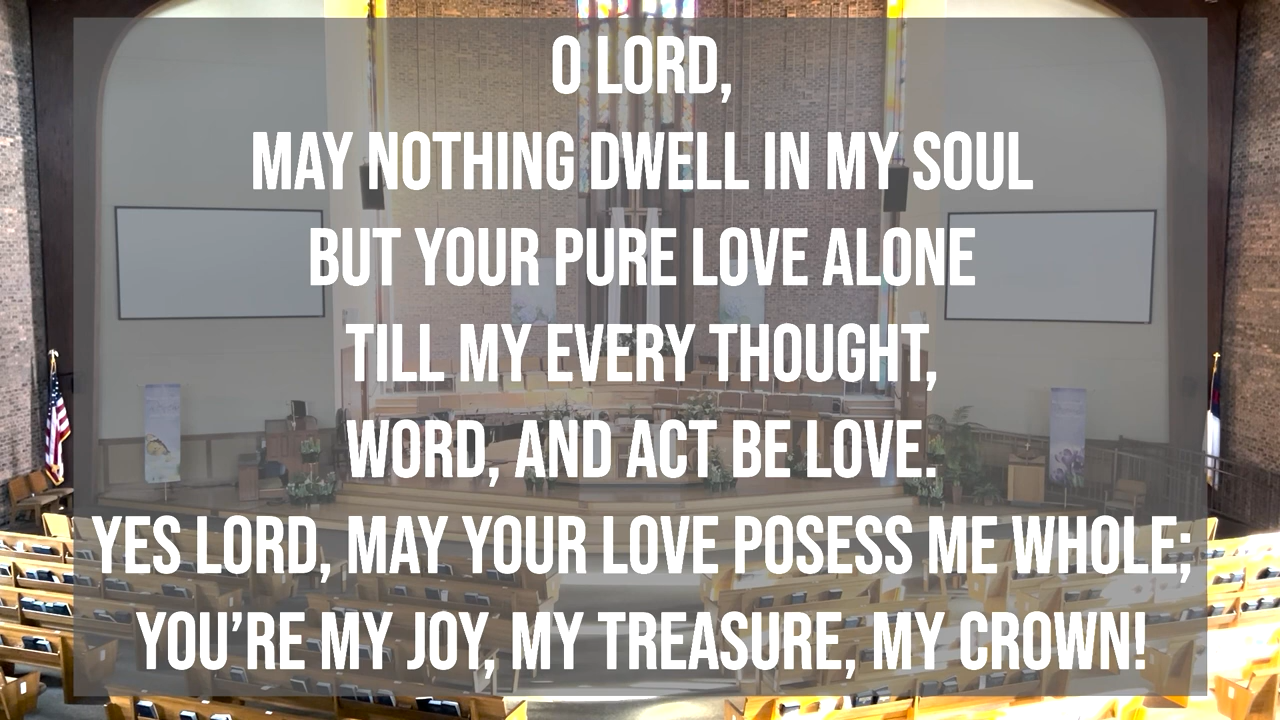 O LORD,
MAY NOTHING DWELL IN MY SOUL
BUT YOUR PURE LOVE ALONE
TILL MY EVERY THOUGHT,
WORD, AND ACT BE LOVE.
YES LORD, MAY YOUR LOVE POSESS ME WHOLE;
YOU’RE MY JOY, MY TREASURE, MY CROWN!